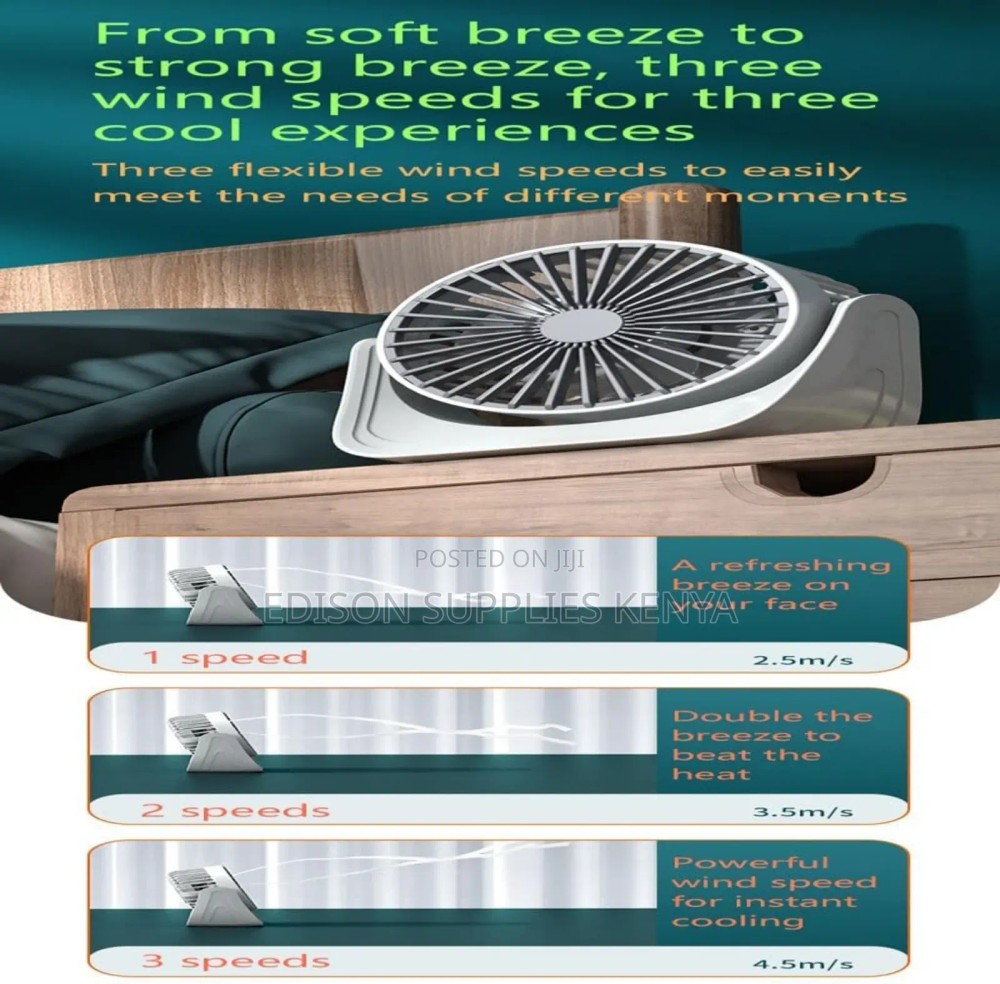 From soft breeze to
strong breeze, three
wind speeds for three
cool experiences
Three flexible wind speeds to easily
meet the needs of different moments
POSTED ON JIJI
EDISON SUPPLIES KENYA
A refreshing
breeze on
your face
1 speed
2.5m/s
Double the
breeze to
beat the
heat
2 speeds
3.5m/s
Powerful
wind speed
for instant
cooling
3 speeds
4.5m/s